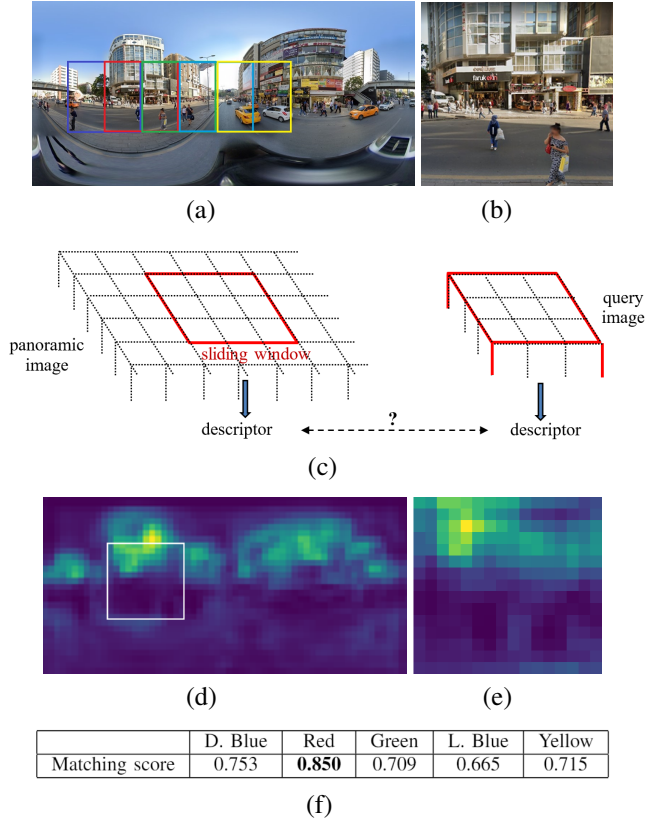 (a)
(b)
panoramic
image
sliding window
query
image
descriptor
?
descriptor
(c)
(d)
(e)
D. Blue Red Green L. Blue Yellow
Matching score 0.753 0.850 0.709 0.665 0.715
(f)